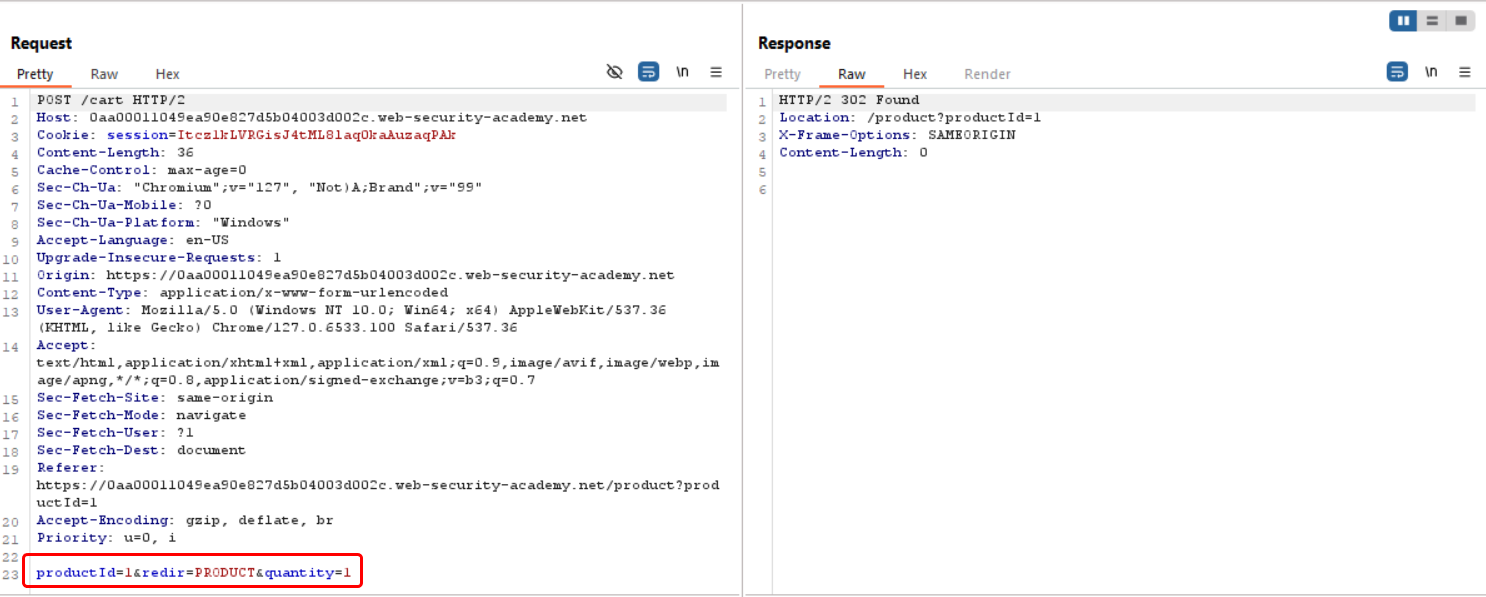 Request
Pretty Raw Hex
\n
1 POST /cart HTTP/2
2 Host: 0aa00011049ea90e827d5b04003d002c.web-security-academy.net
3 Cookie: session=Itcz1kLVRGisJ4tML81aqOkaAuzaqPAk
4 Content-Length: 36
5 Cache-Control: max-age=0
6 Sec-Ch-Ua: "Chromium";v="127", "Not)A;Brand";v="99"
7 Sec-Ch-Ua-Mobile: ?0
8 Sec-Ch-Ua-Platform: "Windows"
9 Accept-Language: en-US
10 Upgrade-Insecure-Requests: 1
11 Origin: https://0aa00011049ea90e827d5b04003d002c.web-security-academy.net
12 Content-Type: application/x-www-form-urlencoded
13 User-Agent: Mozilla/5.0 (Windows NT 10.0; Win64; x64) AppleWebKit/537.36
(KHTML, like Gecko) Chrome/127.0.6533.100 Safari/537.36
14 Accept:
text/html,application/xhtml+xml,application/xml;q=0.9,image/avif,image/webp,im
age/apng,*/*;q=0.8,application/signed-exchange;v=b3;q=0.7
15 Sec-Fetch-Site: same-origin
16 Sec-Fetch-Mode: navigate
17 Sec-Fetch-User: ?1
18 Sec-Fetch-Dest: document
19 Referer:
https://0aa00011049ea90e827d5b04003d002c.web-security-academy.net/product?prod
uctId=1
20 Accept-Encoding: gzip, deflate, br
21 Priority: u=0, i
22
23 productId=1&redir=PRODUCT&quantity=1
Response
Pretty Raw Hex Render
\n
1 HTTP/2 302 Found
2 Location: /product?productId=1
3 X-Frame-Options: SAMEORIGIN
4 Content-Length: 0
5
6